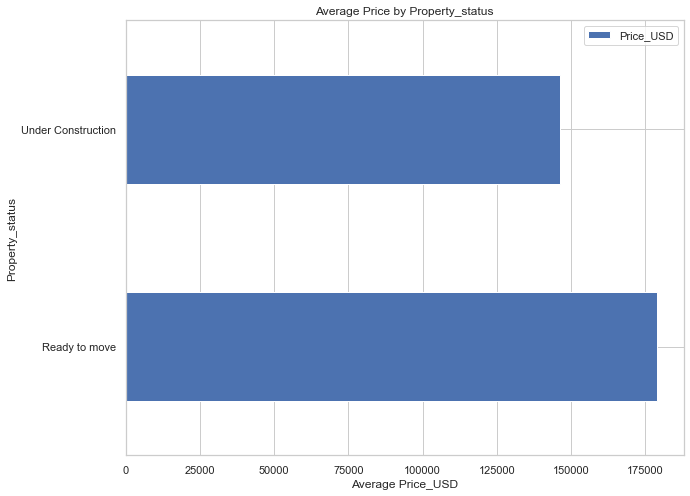 Average Price by Property_status
Price_USD
Under Construction
Ready to move
Property_status
0
25000
50000
75000
100000
125000
150000
175000
Average Price_USD